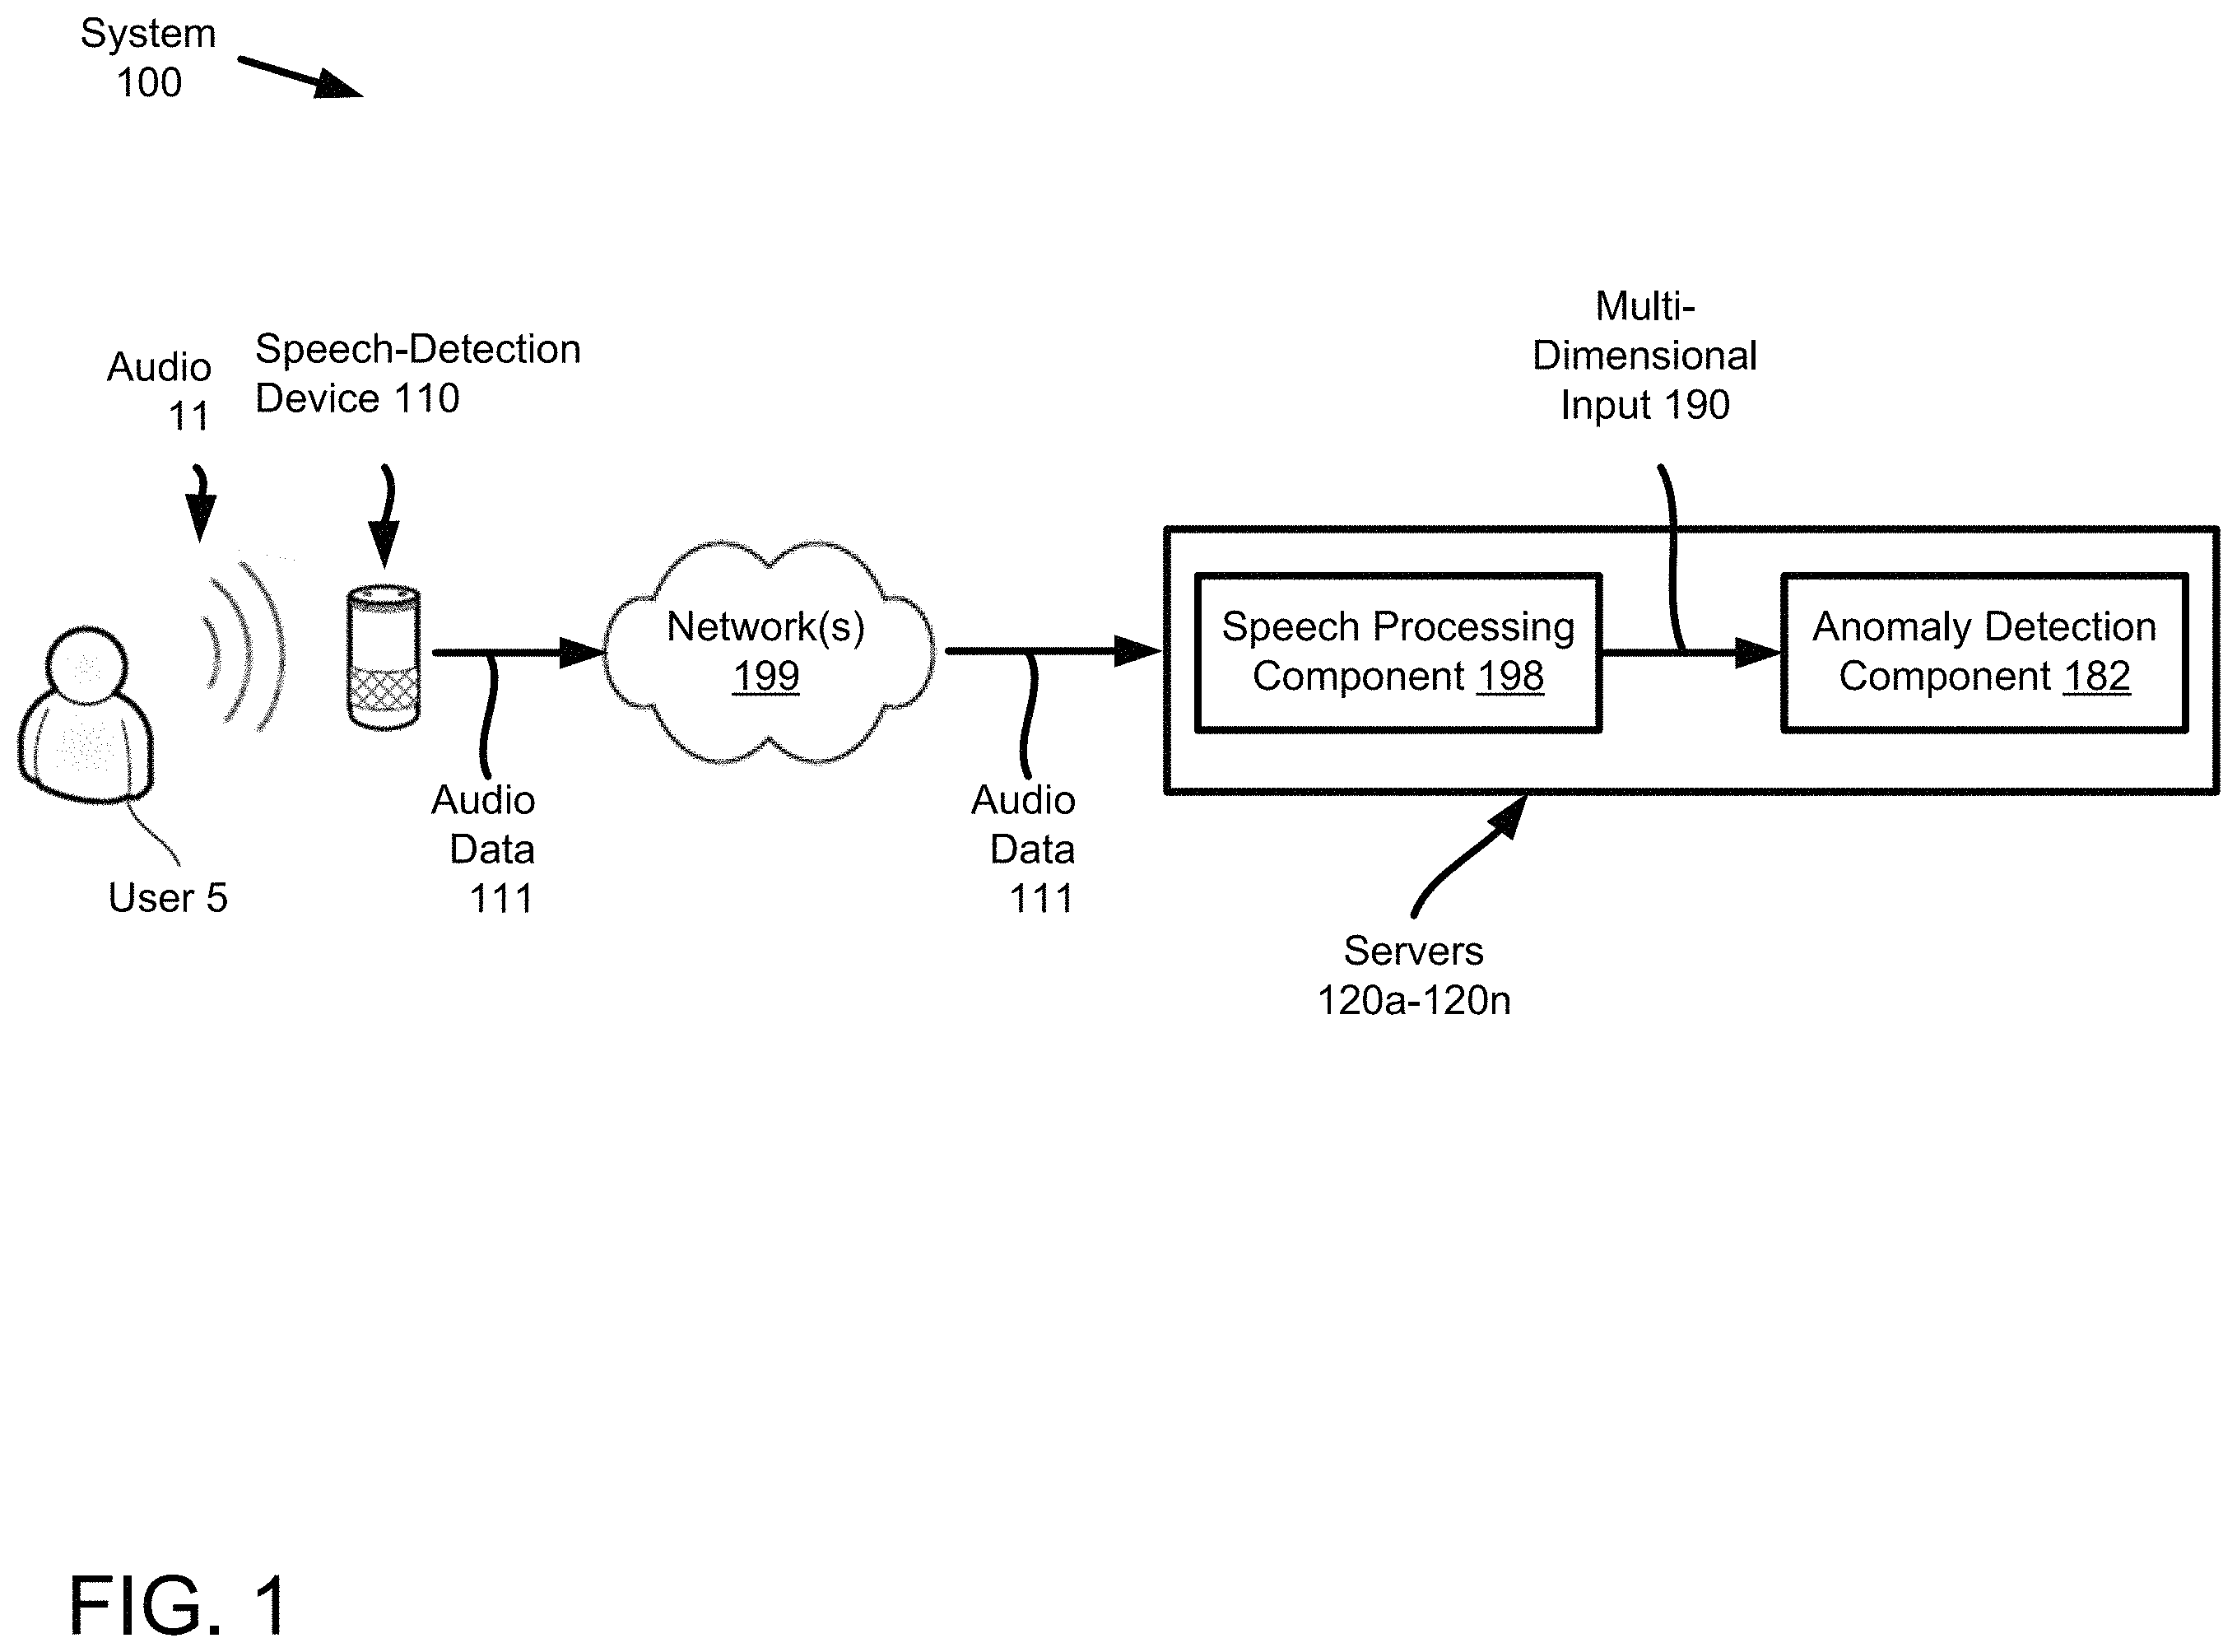 System
100
Audio
11
Speech-Detection
Device 110
Multi-
Dimensional
Input 190
Network(s)
199
Speech Processing
Component 198
Anomaly Detection
Component 182
Audio
Data
111
Audio
Data
111
User 5
Servers
120a-120n
FIG. 1